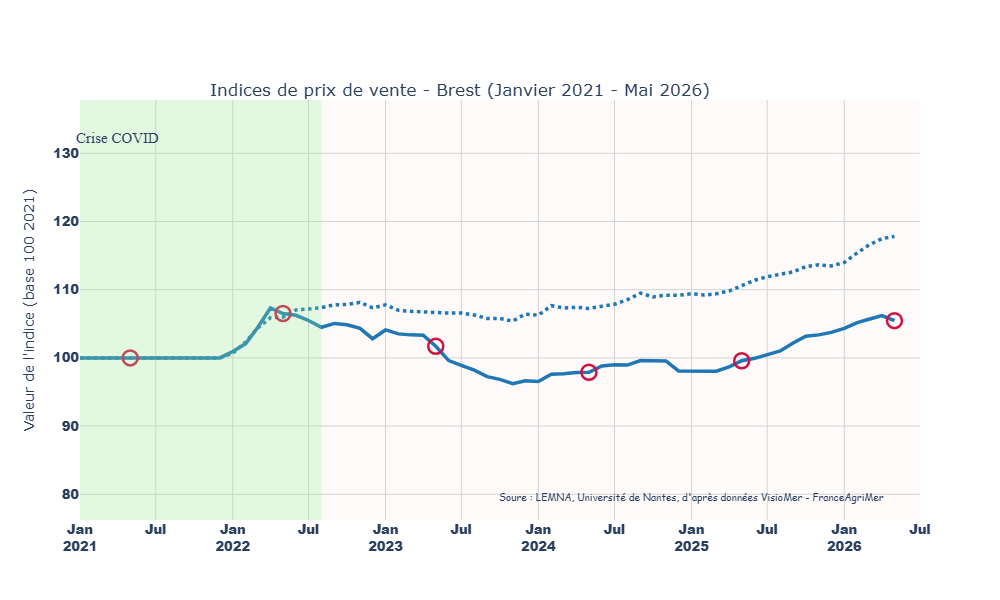 Indices de prix de vente - Brest (Janvier 2021 - Mai 2026)
Crise COVID
Valeur de l'indice (base 100 2021)
130
120
110
100
90
80
Soure : LEMNA, Université de Nantes, d'après données VisioMer - FranceAgriMer
Jan Jul Jan Jul Jan Jul Jan Jul Jan Jul Jan Jul
2021 2022 2023 2024 2025 2026